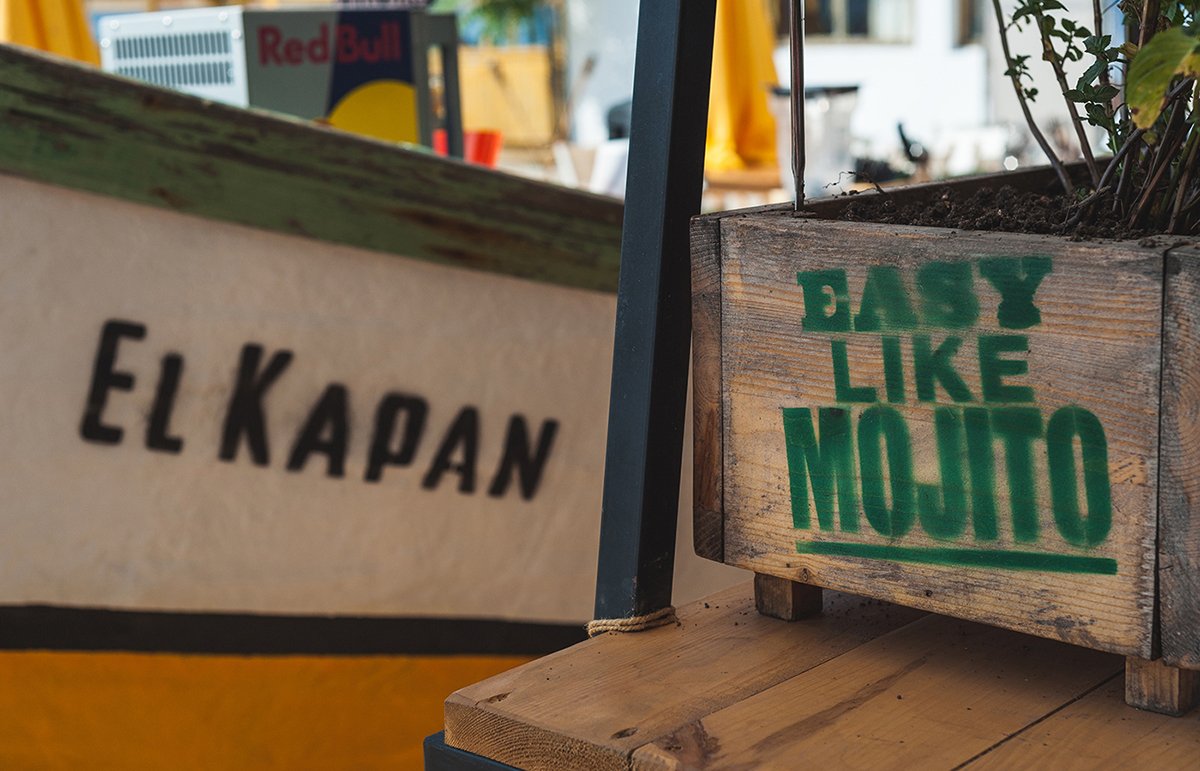 Red Bull
EL KAPAN
EASY
LIKE
MOJITO